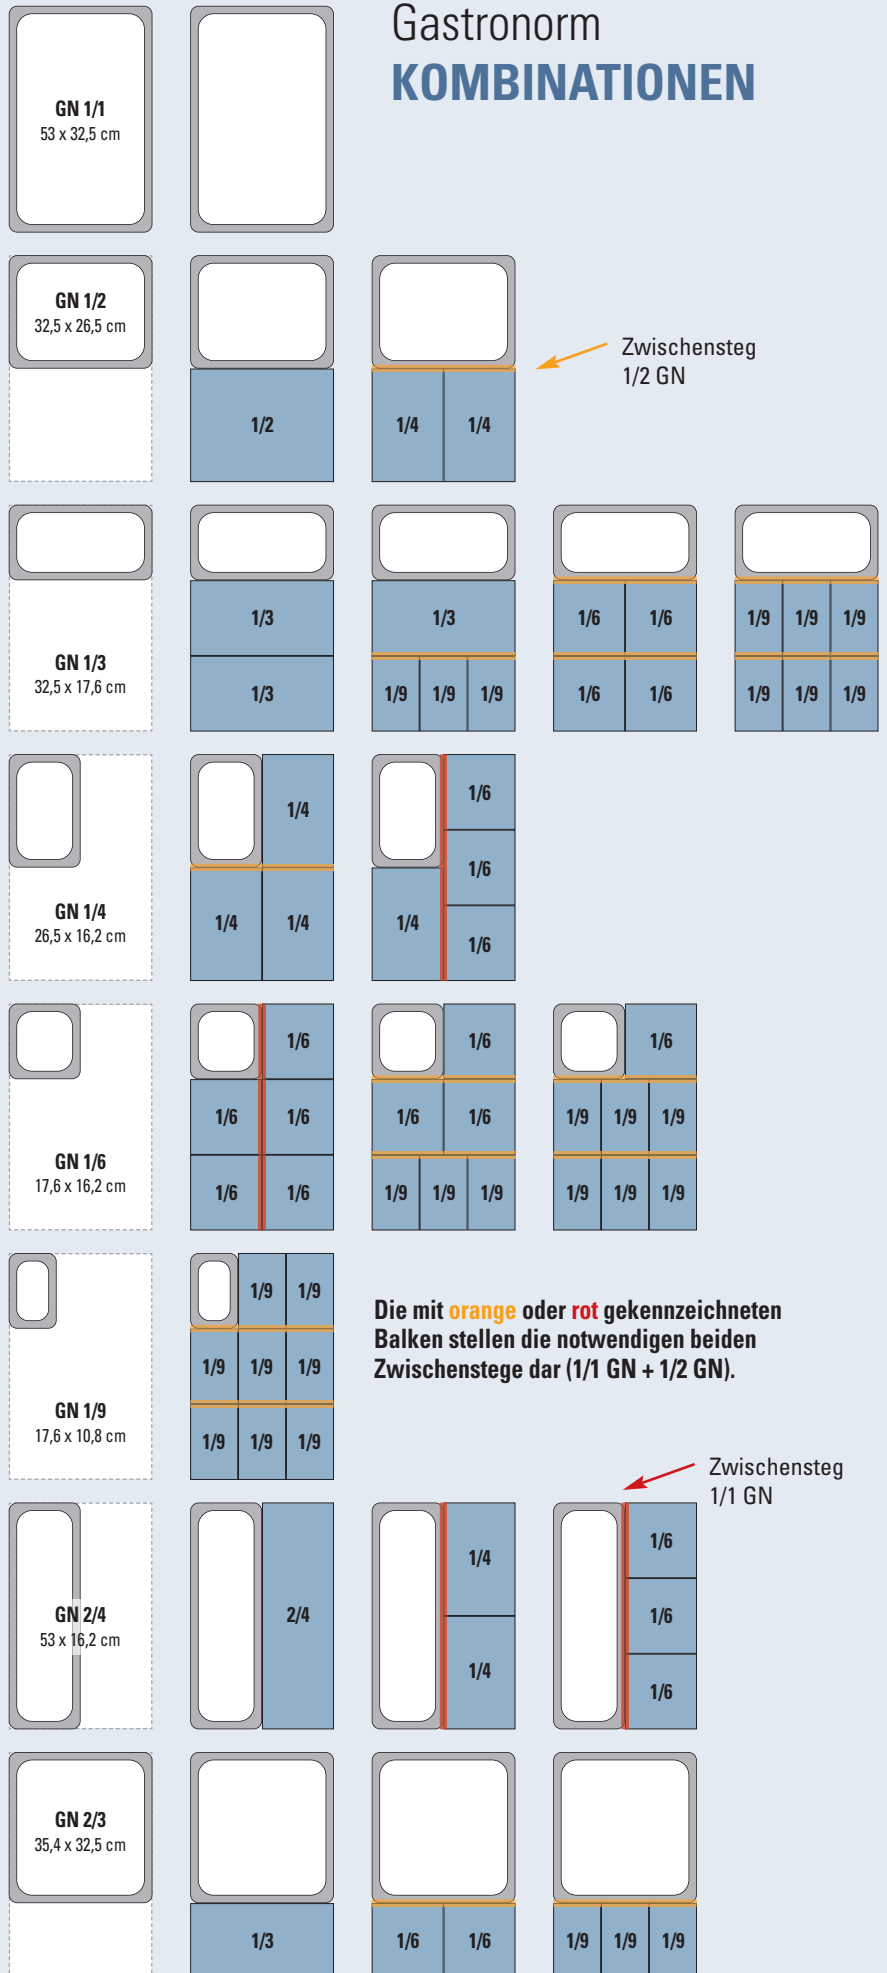 Gastronorm
KOMBINATIONEN
GN 1/1
53 x 32,5 cm
GN 1/2
32,5 x 26,5 cm
Zwischensteg
1/2 GN
1/2
1/4 1/4
GN 1/3
32,5 x 17,6 cm
1/3
1/3
1/3
1/9 1/9 1/9
1/6 1/6
1/6 1/6
1/9 1/9 1/9
1/9 1/9 1/9
GN 1/4
26,5 x 16,2 cm
1/4
1/4 1/4
1/4
1/6
1/6
1/6
GN 1/6
17,6 x 16,2 cm
1/6
1/6 1/6
1/6 1/6
1/6
1/6 1/6
1/9 1/9 1/9
1/6
1/9 1/9 1/9
1/9 1/9 1/9
GN 1/9
17,6 x 10,8 cm
1/9 1/9
1/9 1/9 1/9
1/9 1/9 1/9
Die mit orange oder rot gekennzeichneten
Balken stellen die notwendigen beiden
Zwischenstege dar (1/1 GN + 1/2 GN).
Zwischensteg
1/1 GN
GN 2/4
53 x 16,2 cm
2/4
1/4
1/4
1/6
1/6
1/6
GN 2/3
35,4 x 32,5 cm
1/3
1/6 1/6
1/9 1/9 1/9